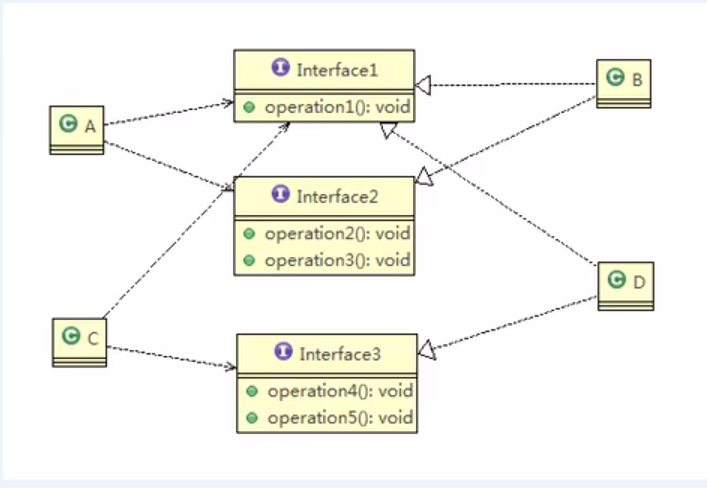 I Interface1
operation1(): void
C A
C B
I Interface2
operation2(): void
operation3(): void
C D
C C
I Interface3
operation4(): void
operation5(): void